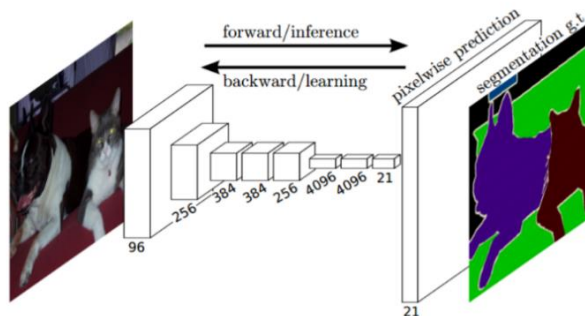 forward/inference
backward/learning
pixelwise prediction
segmentation g.t.
96
256
384
384
256
4096
4096
21
21